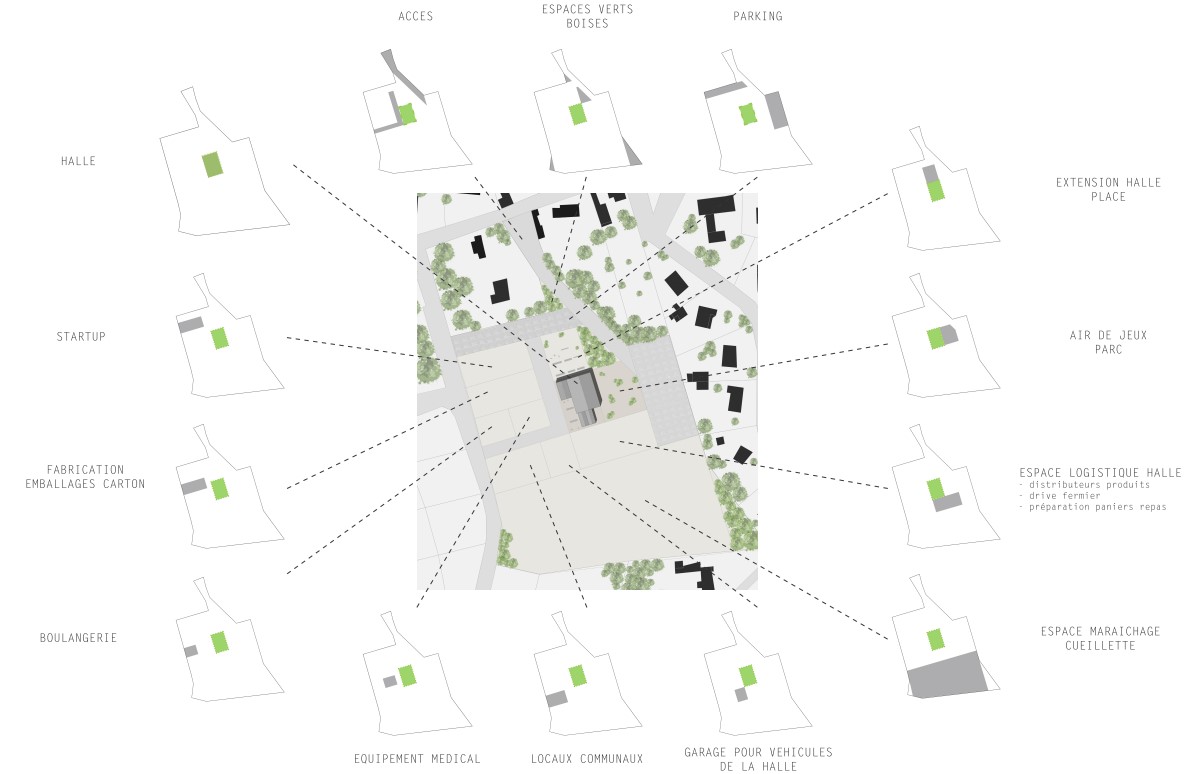 ACCES
ESPACES VERTS
BOISES
PARKING
HALLE
EXTENSION HALLE
PLACE
STARTUP
AIR DE JEUX
PARC
FABRICATION
EMBALLAGES CARTON
ESPACE LOGISTIQUE HALLE
- distributeurs produits
- drive fermier
- préparation paniers repas
BOULANGERIE
ESPACE MARAICHAGE
CUEILLETTE
EQUIPEMENT MEDICAL
LOCAUX COMMUNAUX
GARAGE POUR VEHICULES
DE LA HALLE